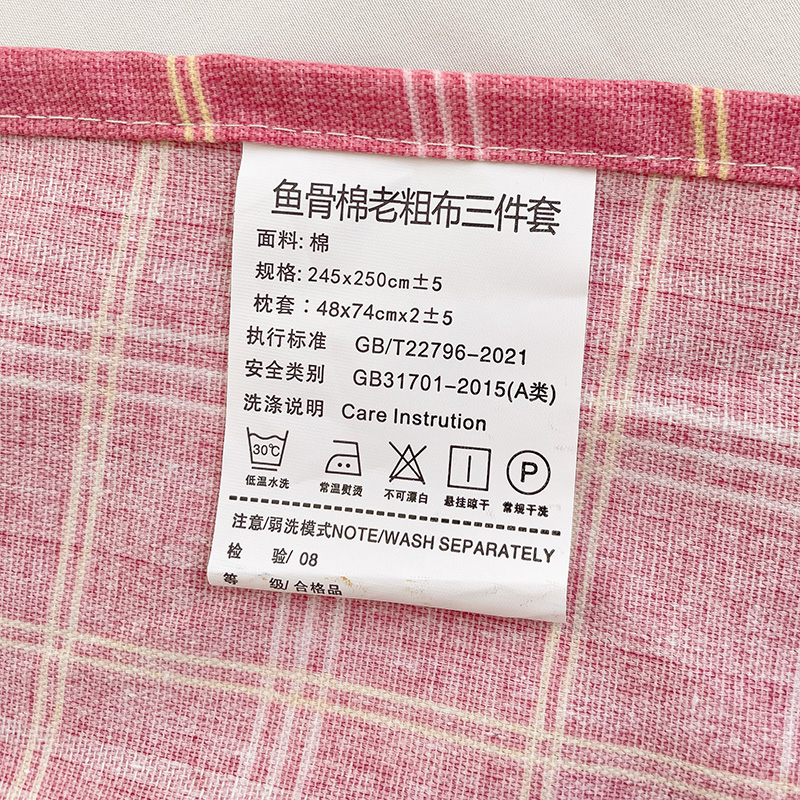 鱼骨棉老粗布三件套
面料: 棉
规格: 245x250cm±5
枕套：48x74cmx2±5
执行标准 GB/T22796-2021
安全类别 GB31701-2015(A类)
洗涤说明 Care Instrution
30℃ P
低温水洗 常温熨烫 不可漂白 悬挂晾干 常规干洗
注意/弱洗模式NOTE/WASH SEPARATELY
检 验/ 08
等 级/ 合格品